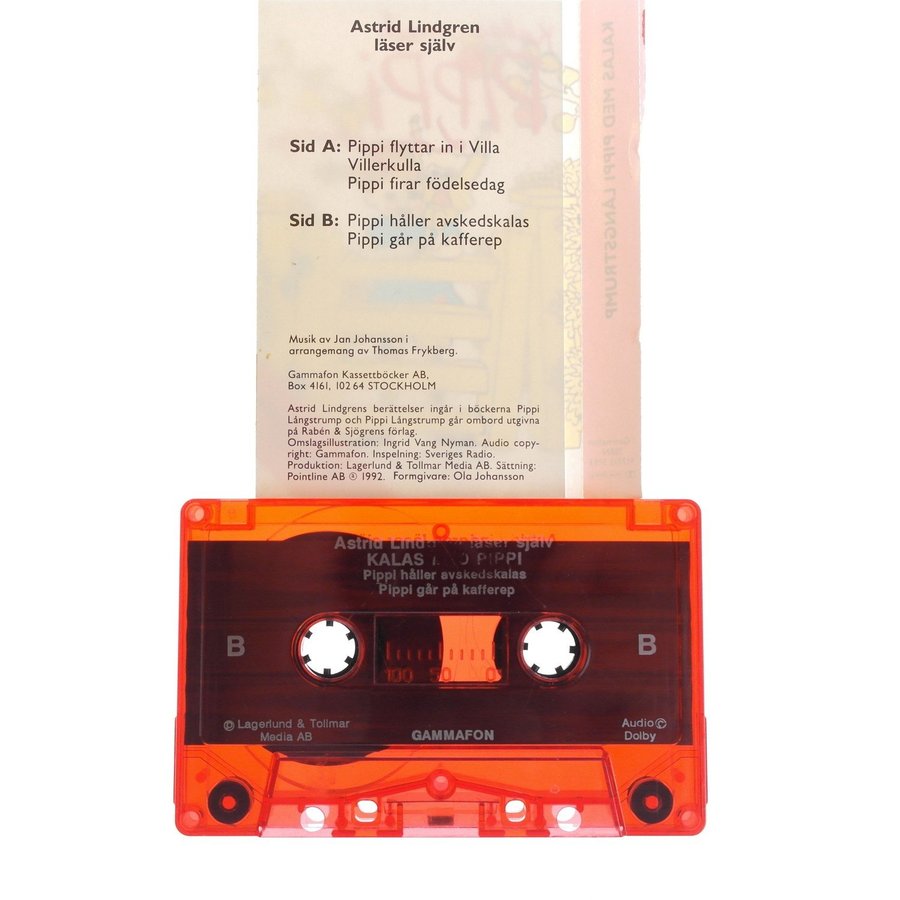 Astrid Lindgren
läser själv
Sid A: Pippi flyttar in i Villa
Villerkulla
Pippi firar födelsedag
Sid B: Pippi håller avskedskalas
Pippi går på kafferep
Musik av Jan Johansson i
arrangemang av Thomas Frykberg.
Gammafon Kassettböcker AB,
Box 4161, 102 64 STOCKHOLM
Astrid Lindgrens berättelser ingår i böckerna Pippi
Långstrump och Pippi Långstrump går ombord utgivna
på Rabén & Sjögrens förlag.
Omslagsillustration: Ingrid Vang Nyman. Audio copy-
right: Gammafon. Inspelning: Sveriges Radio.
Produktion: Lagerlund & Tollmar Media AB. Sättning:
Pointline AB Ⓐ 1992. Formgivare: Ola Johansson
KALAS MED PIPPI LÅNGSTRUMP
PIPPI
Astrid läser själv
KALAS PIPPI
Pippi håller avskedskalas
Pippi går på kafferep
B
B
100 50 0
© Lagerlund & Tollmar
Media AB
GAMMAFON
Audio ©
Dolby